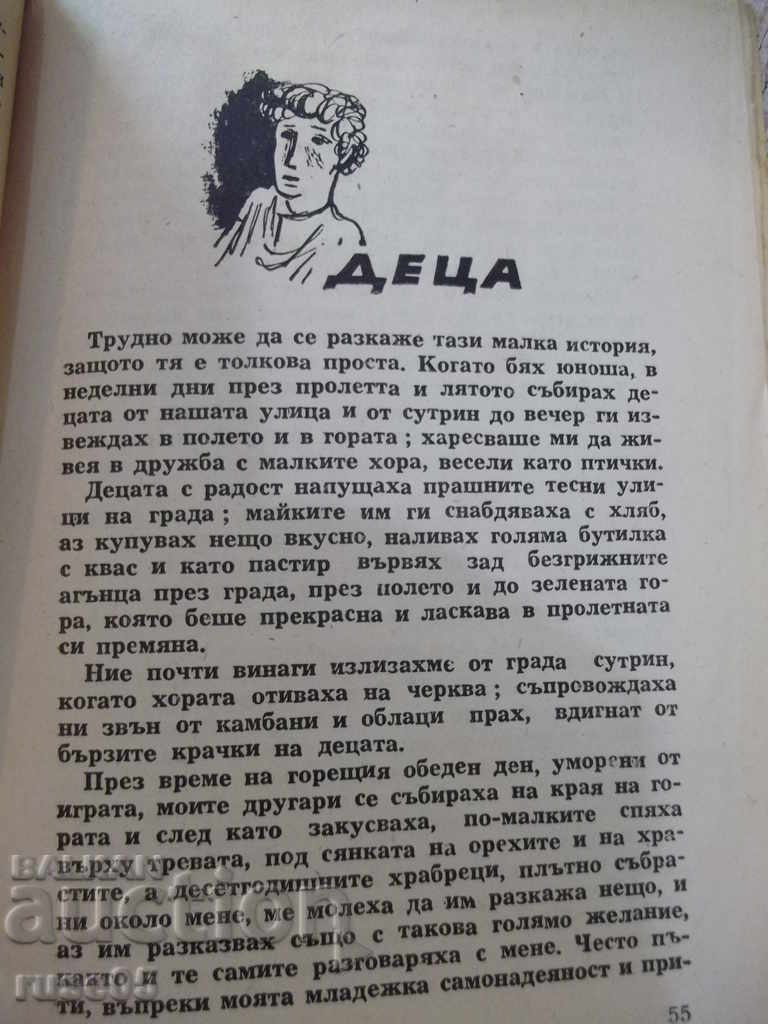 ДЕЦА
Трудно може да се разкаже тази малка история,
защото тя е толкова проста. Когато бях юноша, в
неделни дни през пролетта и лятото събирах де-
цата от нашата улица и от сутрин до вечер ги из-
веждах в полето и в гората; харесваше ми да жи-
вея в дружба с малките хора, весели като птички.
Децата с радост напущаха прашните тесни ули-
ци на града; майките им ги снабдяваха с хляб,
аз купувах нещо вкусно, наливах голяма бутилка
с квас и като пастир вървях зад безгрижните
агънца през града, през полето и до зелената го-
ра, която беше прекрасна и ласкава в пролетната
си премяна.
Ние почти винаги излизахме от града сутрин,
когато хората отиваха на черква; съпровождаха
ни звън от камбани и облаци прах, вдигнат от
бързите крачки на децата.
През време на горещия обеден ден, уморени от
играта, моите другари се събираха на края на го-
рата и след като закусваха, по-малките спяха
върху тревата, под сянката на орехите и на хра-
стите, а десетгодишните храбреци, плътно събра-
ни около мене, ме молеха да им разкажа нещо, и
аз им разказвах също с такова голямо желание,
както и те самите разговаряха с мене. Често пъ-
ти, въпреки моята младежка самонадеяност и при-
55
auction